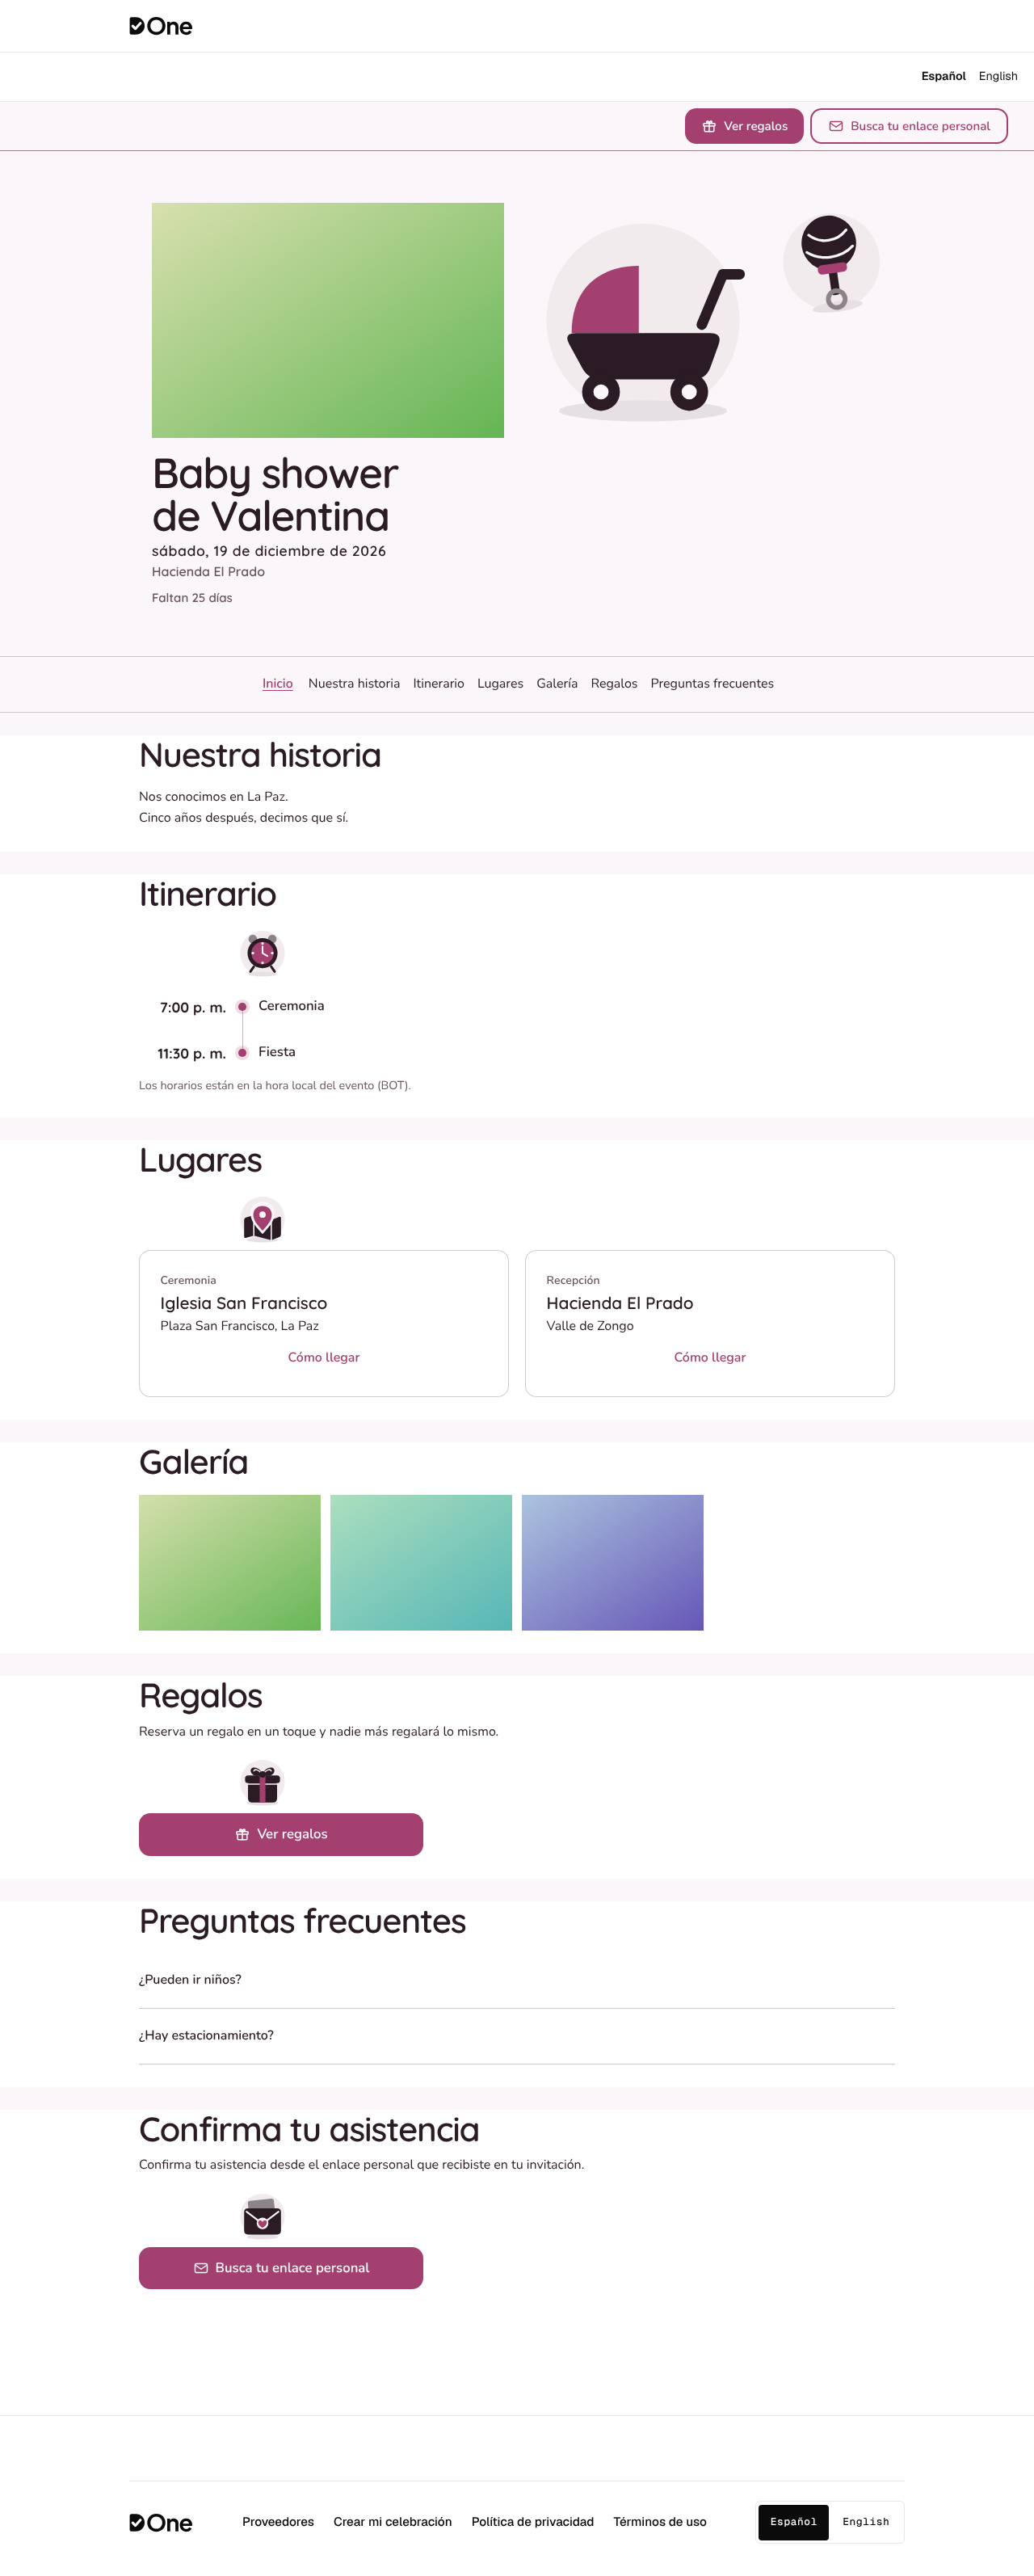 DOne
Español English
Ver regalos Busca tu enlace personal
Baby shower
de Valentina
sábado, 19 de diciembre de 2026
Hacienda El Prado
Faltan 25 días
Inicio Nuestra historia Itinerario Lugares Galería Regalos Preguntas frecuentes
Nuestra historia
Nos conocimos en La Paz.
Cinco años después, decimos que sí.
Itinerario
7:00 p. m. Ceremonia
11:30 p. m. Fiesta
Los horarios están en la hora local del evento (BOT).
Lugares
Ceremonia
Iglesia San Francisco
Plaza San Francisco, La Paz
Cómo llegar
Recepción
Hacienda El Prado
Valle de Zongo
Cómo llegar
Galería
Regalos
Reserva un regalo en un toque y nadie más regalará lo mismo.
Ver regalos
Preguntas frecuentes
¿Pueden ir niños?
¿Hay estacionamiento?
Confirma tu asistencia
Confirma tu asistencia desde el enlace personal que recibiste en tu invitación.
Busca tu enlace personal
DOne Proveedores Crear mi celebración Política de privacidad Términos de uso Español English